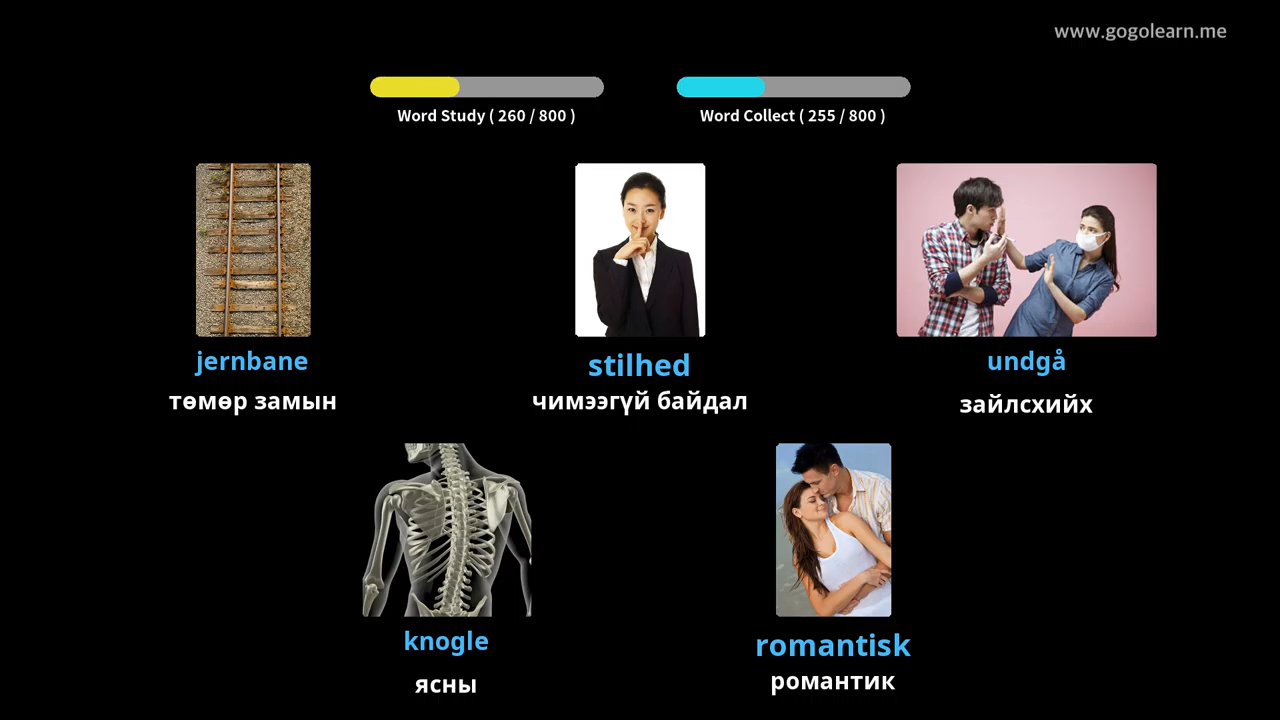 www.gogolearn.me
Word Study ( 260 / 800 )
Word Collect ( 255 / 800 )
jernbane
төмөр замын
stilhed
чимээгүй байдал
undgå
зайлсхийх
knogle
ясны
romantisk
романтик